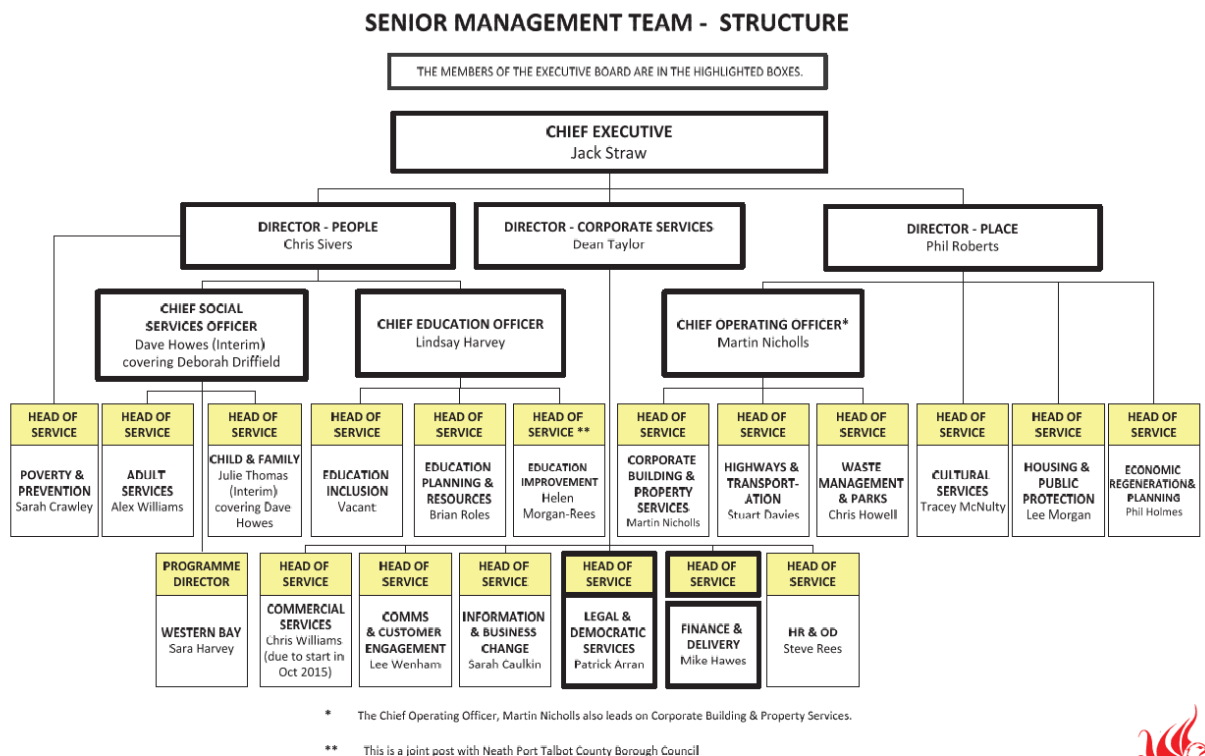 SENIOR MANAGEMENT TEAM - STRUCTURE
THE MEMBERS OF THE EXECUTIVE BOARD ARE IN THE HIGHLIGHTED BOXES.
CHIEF EXECUTIVE
Jack Straw
DIRECTOR - PEOPLE
Chris Sivers
DIRECTOR - CORPORATE SERVICES
Dean Taylor
DIRECTOR - PLACE
Phil Roberts
CHIEF SOCIAL
SERVICES OFFICER
Dave Howes (Interim)
covering Deborah Driffield
CHIEF EDUCATION OFFICER
Lindsay Harvey
CHIEF OPERATING OFFICER*
Martin Nicholls
HEAD OF
SERVICE
POVERTY &
PREVENTION
Sarah Crawley
HEAD OF
SERVICE
ADULT
SERVICES
Alex Williams
HEAD OF
SERVICE
CHILD & FAMILY
Julie Thomas
(Interim)
covering Dave
Howes
HEAD OF
SERVICE
EDUCATION
INCLUSION
Vacant
HEAD OF
SERVICE
EDUCATION
PLANNING &
RESOURCES
Brian Roles
HEAD OF
SERVICE **
EDUCATION
IMPROVEMENT
Helen
Morgan-Rees
HEAD OF
SERVICE
CORPORATE
BUILDING &
PROPERTY
SERVICES
Martin Nicholls
HEAD OF
SERVICE
HIGHWAYS &
TRANSPORT-
ATION
Stuart Davies
HEAD OF
SERVICE
WASTE
MANAGEMENT
& PARKS
Chris Howell
HEAD OF
SERVICE
CULTURAL
SERVICES
Tracey McNulty
HEAD OF
SERVICE
HOUSING &
PUBLIC
PROTECTION
Lee Morgan
HEAD OF
SERVICE
ECONOMIC
REGENERATION&
PLANNING
Phil Holmes
PROGRAMME
DIRECTOR
WESTERN BAY
Sara Harvey
HEAD OF
SERVICE
COMMERCIAL
SERVICES
Chris Williams
(due to start in
Oct 2015)
HEAD OF
SERVICE
COMMS
& CUSTOMER
ENGAGEMENT
Lee Wenham
HEAD OF
SERVICE
INFORMATION
& BUSINESS
CHANGE
Sarah Caulkin
HEAD OF
SERVICE
LEGAL &
DEMOCRATIC
SERVICES
Patrick Arran
HEAD OF
SERVICE
FINANCE &
DELIVERY
Mike Hawes
HEAD OF
SERVICE
HR & OD
Steve Rees
* The Chief Operating Officer, Martin Nicholls also leads on Corporate Building & Property Services.
** This is a joint post with Neath Port Talbot County Borough Council